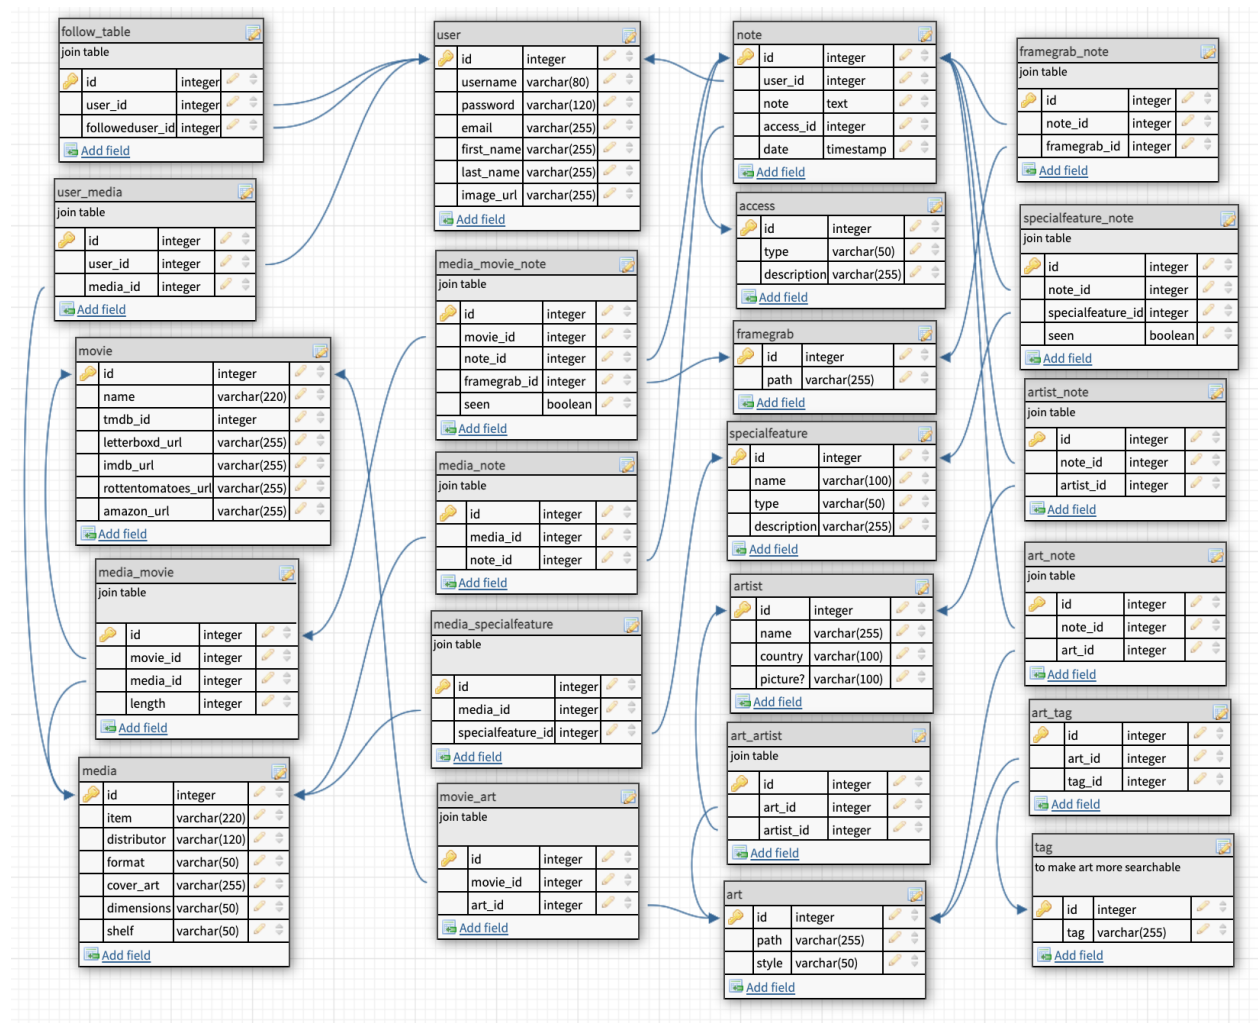 follow_table
join table
id integer
user_id integer
followeduser_id integer
Add field
user_media
join table
id integer
user_id integer
media_id integer
Add field
movie
id integer
name varchar(220)
tmdb_id integer
letterboxd_url varchar(255)
imdb_url varchar(255)
rottentomatoes_url varchar(255)
amazon_url varchar(255)
Add field
media_movie
join table
id integer
movie_id integer
media_id integer
length integer
Add field
media
id integer
item varchar(220)
distributor varchar(120)
format varchar(50)
cover_art varchar(255)
dimensions varchar(50)
shelf varchar(50)
Add field
user
id integer
username varchar(80)
password varchar(120)
email varchar(255)
first_name varchar(255)
last_name varchar(255)
image_url varchar(255)
Add field
media_movie_note
join table
id integer
movie_id integer
note_id integer
framegrab_id integer
seen boolean
Add field
media_note
join table
id integer
media_id integer
note_id integer
Add field
media_specialfeature
join table
id integer
media_id integer
specialfeature_id integer
Add field
movie_art
join table
id integer
movie_id integer
art_id integer
Add field
note
id integer
user_id integer
note text
access_id integer
date timestamp
Add field
access
id integer
type varchar(50)
description varchar(255)
Add field
framegrab
id integer
path varchar(255)
Add field
specialfeature
id integer
name varchar(100)
type varchar(50)
description varchar(255)
Add field
artist
id integer
name varchar(255)
country varchar(100)
picture? varchar(100)
Add field
art_artist
join table
id integer
art_id integer
artist_id integer
Add field
art
id integer
path varchar(255)
style varchar(50)
Add field
framegrab_note
join table
id integer
note_id integer
framegrab_id integer
Add field
specialfeature_note
join table
id integer
note_id integer
specialfeature_id integer
seen boolean
Add field
artist_note
join table
id integer
note_id integer
artist_id integer
Add field
art_note
join table
id integer
note_id integer
art_id integer
Add field
art_tag
id integer
art_id integer
tag_id integer
Add field
tag
to make art more searchable
id integer
tag varchar(255)
Add field